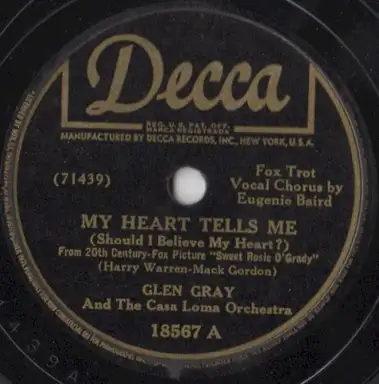 Decca
REG. U.S. PAT. OFF.
MARCA REGISTRADA
MANUFACTURED BY DECCA RECORDS, INC., NEW YORK, U.S.A.
(71439)
Fox Trot
Vocal Chorus by
Eugenie Baird
MY HEART TELLS ME
(Should I Believe My Heart?)
From 20th Century-Fox Picture "Sweet Rosie O'Grady"
(Harry Warren-Mack Gordon)
GLEN GRAY
And The Casa Loma Orchestra
18567 A